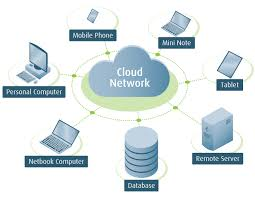 Mobile Phone
Mini Note
Cloud
Network
Personal Computer
Tablet
Netbook Computer
Remote Server
Database